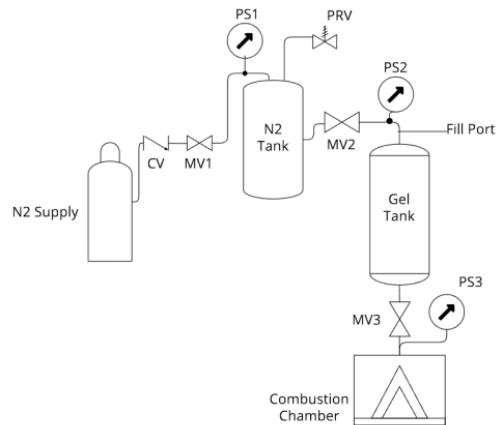 PS1
PRV
PS2
N2
Tank
MV2
Fill Port
CV
MV1
N2 Supply
Gel
Tank
PS3
MV3
Combustion
Chamber